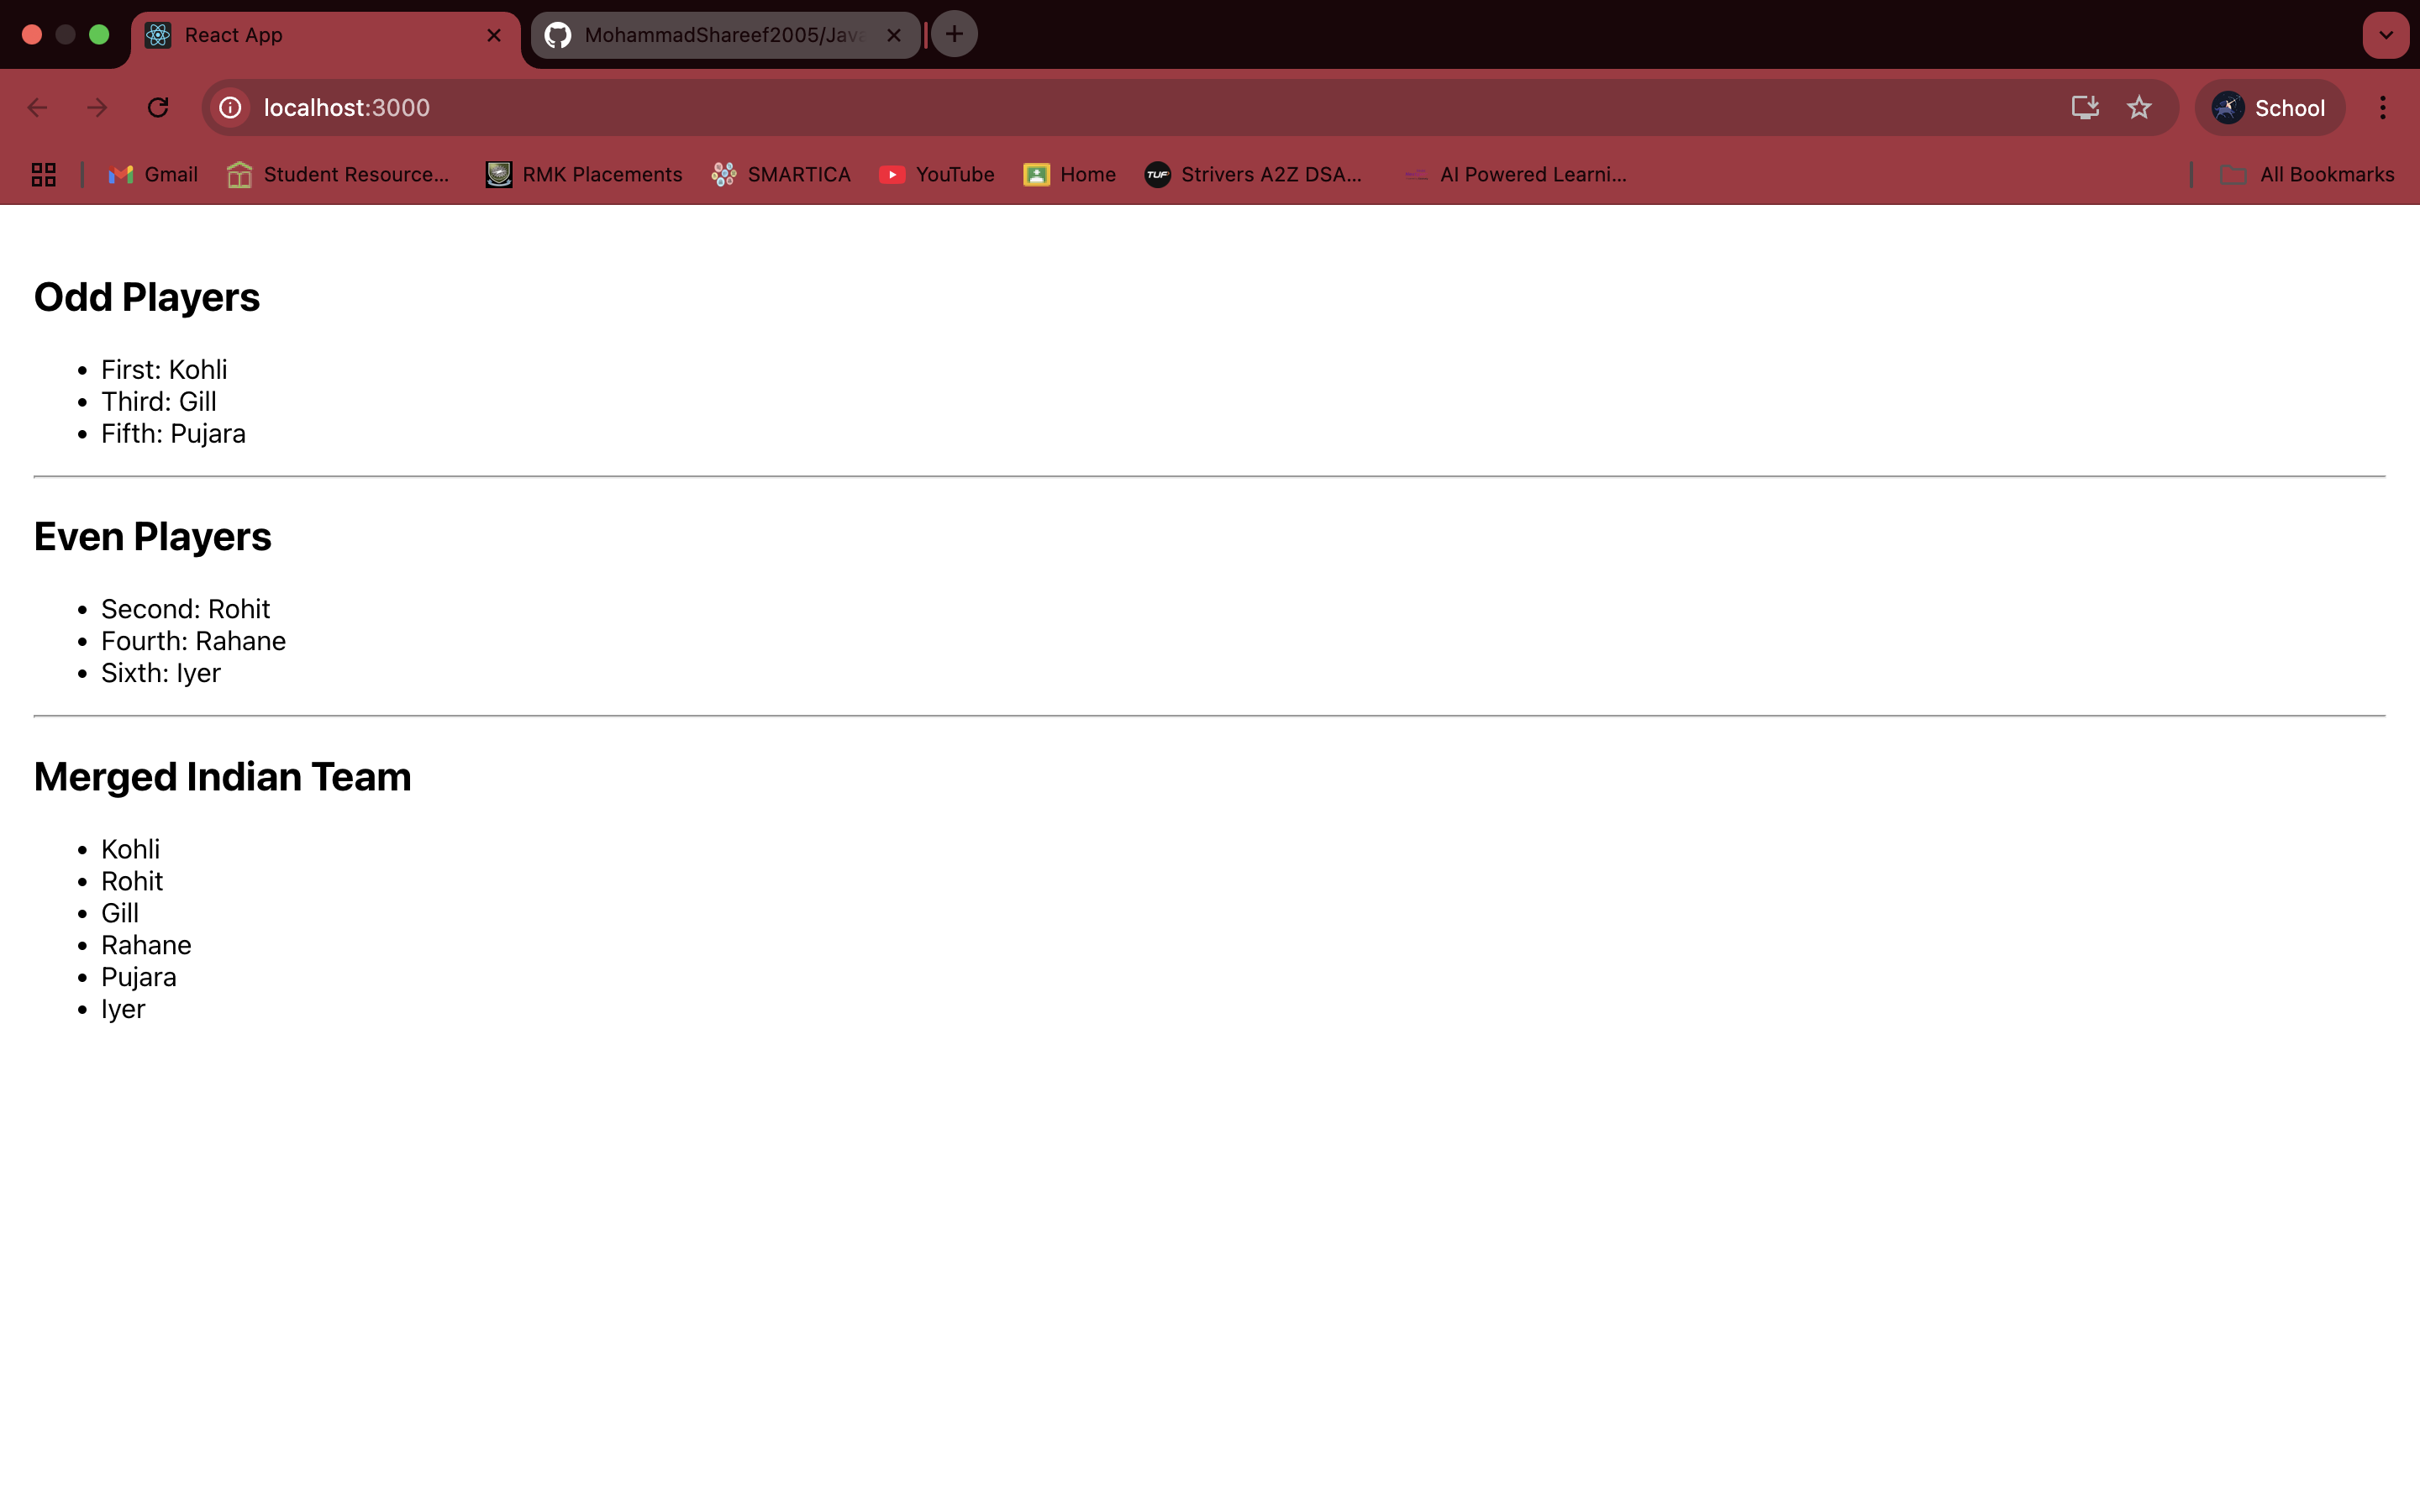 React App
MohammadShareef2005/Java
localhost:3000
School
Gmail
Student Resource...
RMK Placements
SMARTICA
YouTube
Home
TUF
Strivers A2Z DSA...
AI Powered Learni...
All Bookmarks
Odd Players
First: Kohli
Third: Gill
Fifth: Pujara
Even Players
Second: Rohit
Fourth: Rahane
Sixth: Iyer
Merged Indian Team
Kohli
Rohit
Gill
Rahane
Pujara
Iyer